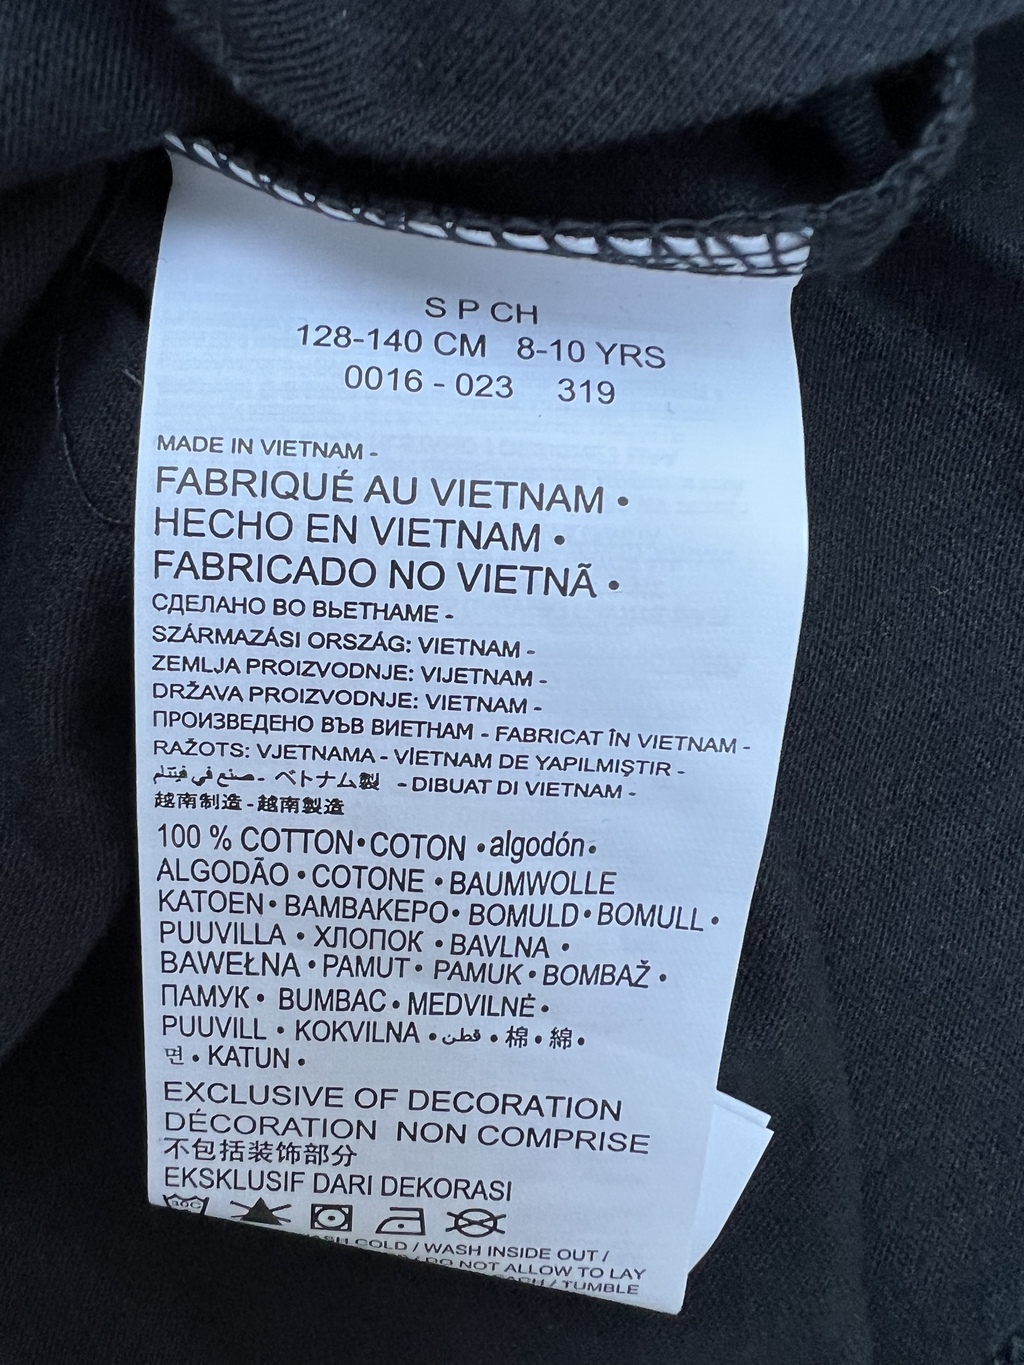 S P CH
128-140 CM 8-10 YRS
0016 - 023 319
MADE IN VIETNAM -
FABRIQUÉ AU VIETNAM •
HECHO EN VIETNAM •
FABRICADO NO VIETNÃ •
СДЕЛАНО ВО ВЬЕТНАМЕ -
SZÁRMAZÁSI ORSZÁG: VIETNAM -
ZEMLJA PROIZVODNJE: VIJETNAM -
DRŽAVA PROIZVODNJE: VIETNAM -
ПРОИЗВЕДЕНО ВЪВ ВИЕТНАМ - FABRICAT ÎN VIETNAM -
RAŽOTS: VJETNAMA - VİETNAM DE YAPILMIŞTIR -
صنع في فيتنام - ベトナム製 - DIBUAT DI VIETNAM -
越南制造 - 越南製造
100 % COTTON • COTON • algodón •
ALGODÃO • COTONE • BAUMWOLLE
KATOEN • BAMBAKEPO • BOMULD • BOMULL •
PUUVILLA • ХЛОПОК • BAVLNA •
BAWEŁNA • PAMUT • PAMUK • BOMBAŽ •
ПАМУК • BUMBAC • MEDVILNĖ •
PUUVILL • KOKVILNA • قطن • 棉 • 綿 •
면 • KATUN •
EXCLUSIVE OF DECORATION
DÉCORATION NON COMPRISE
不包括装饰部分
EKSKLUSIF DARI DEKORASI
30C
COLD / WASH INSIDE OUT /
DO NOT ALLOW TO LAY
/ TUMBLE